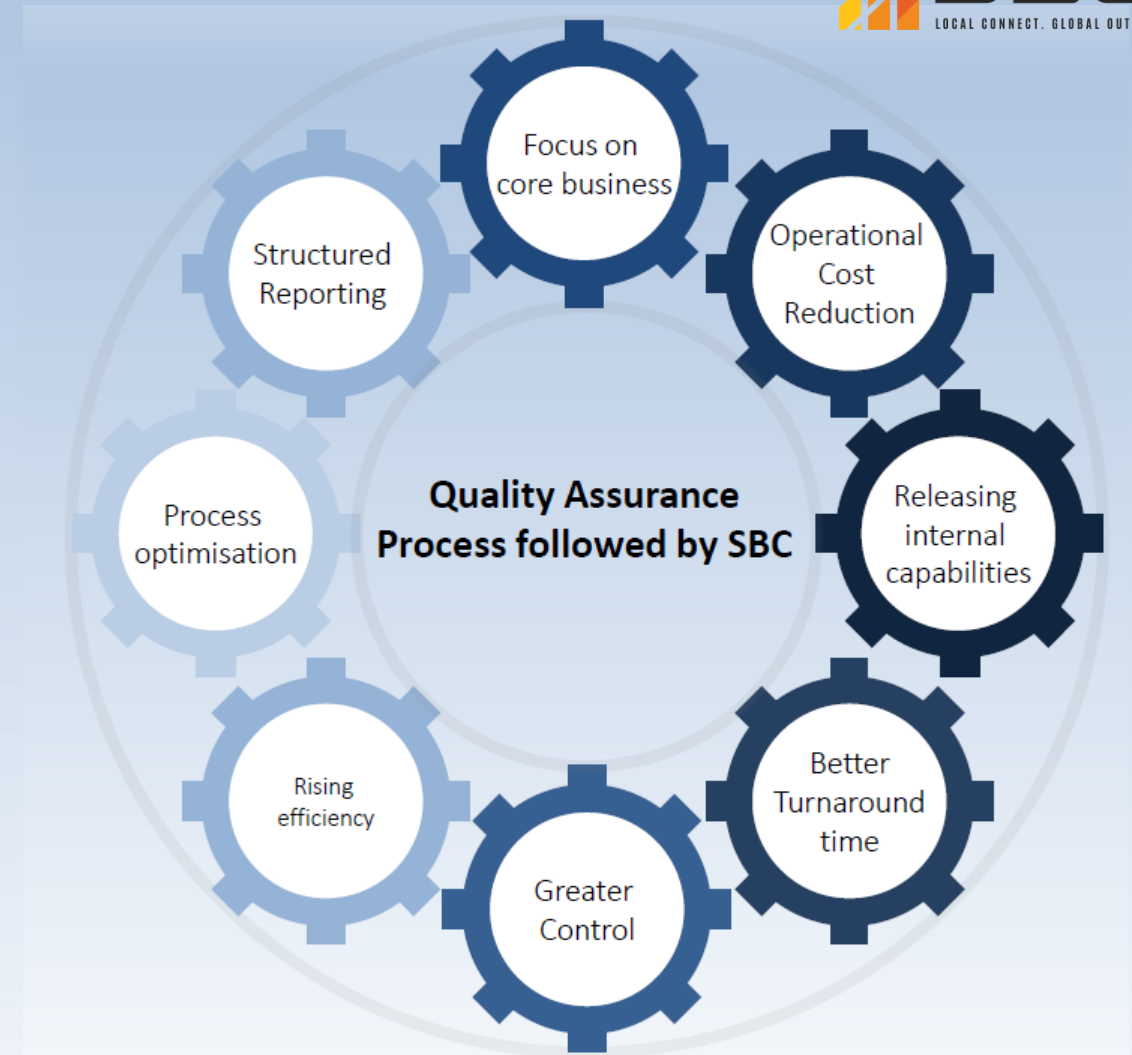 LOCAL CONNECT. GLOBAL OUT
Focus on
core business
Operational
Cost
Reduction
Releasing
internal
capabilities
Better
Turnaround
time
Greater
Control
Rising
efficiency
Process
optimisation
Structured
Reporting
Quality Assurance
Process followed by SBC